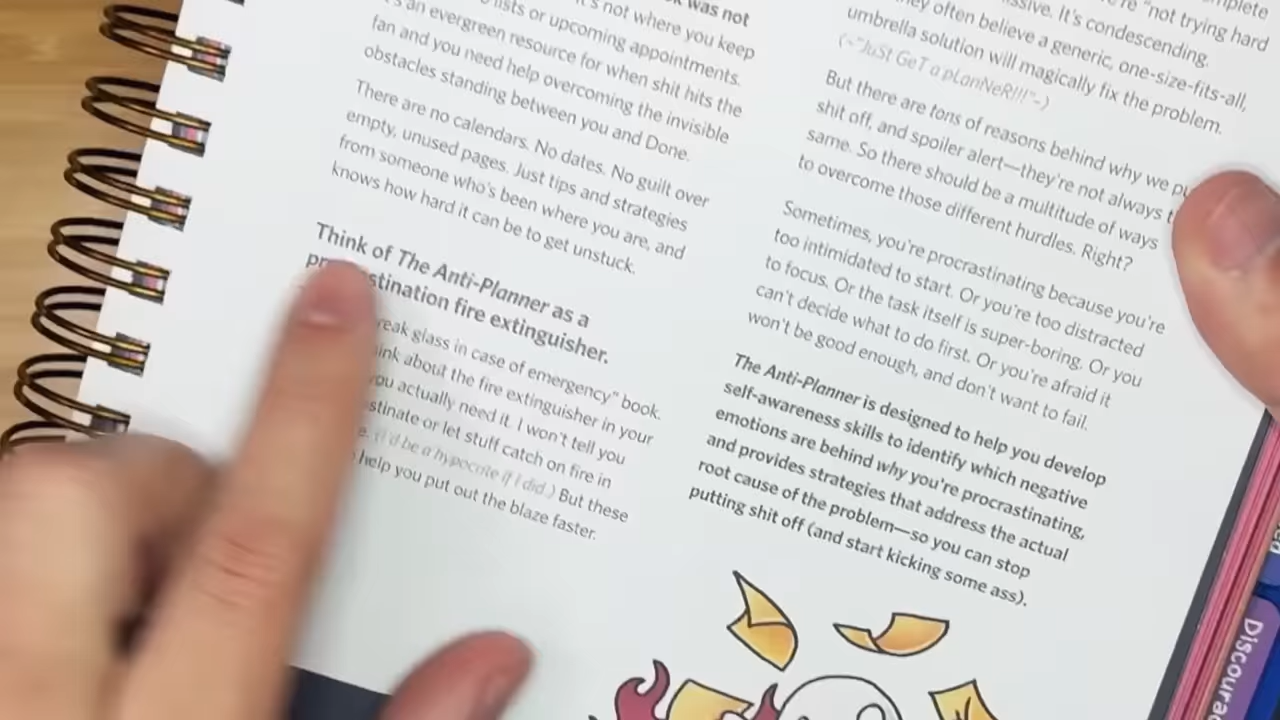 was not
it's not where you keep
lists or upcoming appointments.
an evergreen resource for when shit hits the
fan and you need help overcoming the invisible
obstacles standing between you and Done.
There are no calendars. No dates. No guilt over
empty, unused pages. Just tips and strategies
from someone who's been where you are, and
knows how hard it can be to get unstuck.
Think of The Anti-Planner as a
stination fire extinguisher.
reak glass in case of emergency" book.
ink about the fire extinguisher in your
you actually need it. I won't tell you
stinate or let stuff catch on fire in
e. (I'd be a hypocrite if I did.) But these
help you put out the blaze faster.
mplete
"not trying hard
ssive. It's condescending.
hey often believe a generic, one-size-fits-all,
umbrella solution will magically fix the problem.
(~"JuSt GeT a pLanNeR!!!"~)
But there are tons of reasons behind why we pu
shit off, and spoiler alert—they're not always t
same. So there should be a multitude of ways
to overcome those different hurdles. Right?
Sometimes, you're procrastinating because you're
too intimidated to start. Or you're too distracted
to focus. Or the task itself is super-boring. Or you
can't decide what to do first. Or you're afraid it
won't be good enough, and don't want to fail.
The Anti-Planner is designed to help you develop
self-awareness skills to identify which negative
emotions are behind why you're procrastinating,
and provides strategies that address the actual
root cause of the problem—so you can stop
putting shit off (and start kicking some ass).
Discoura